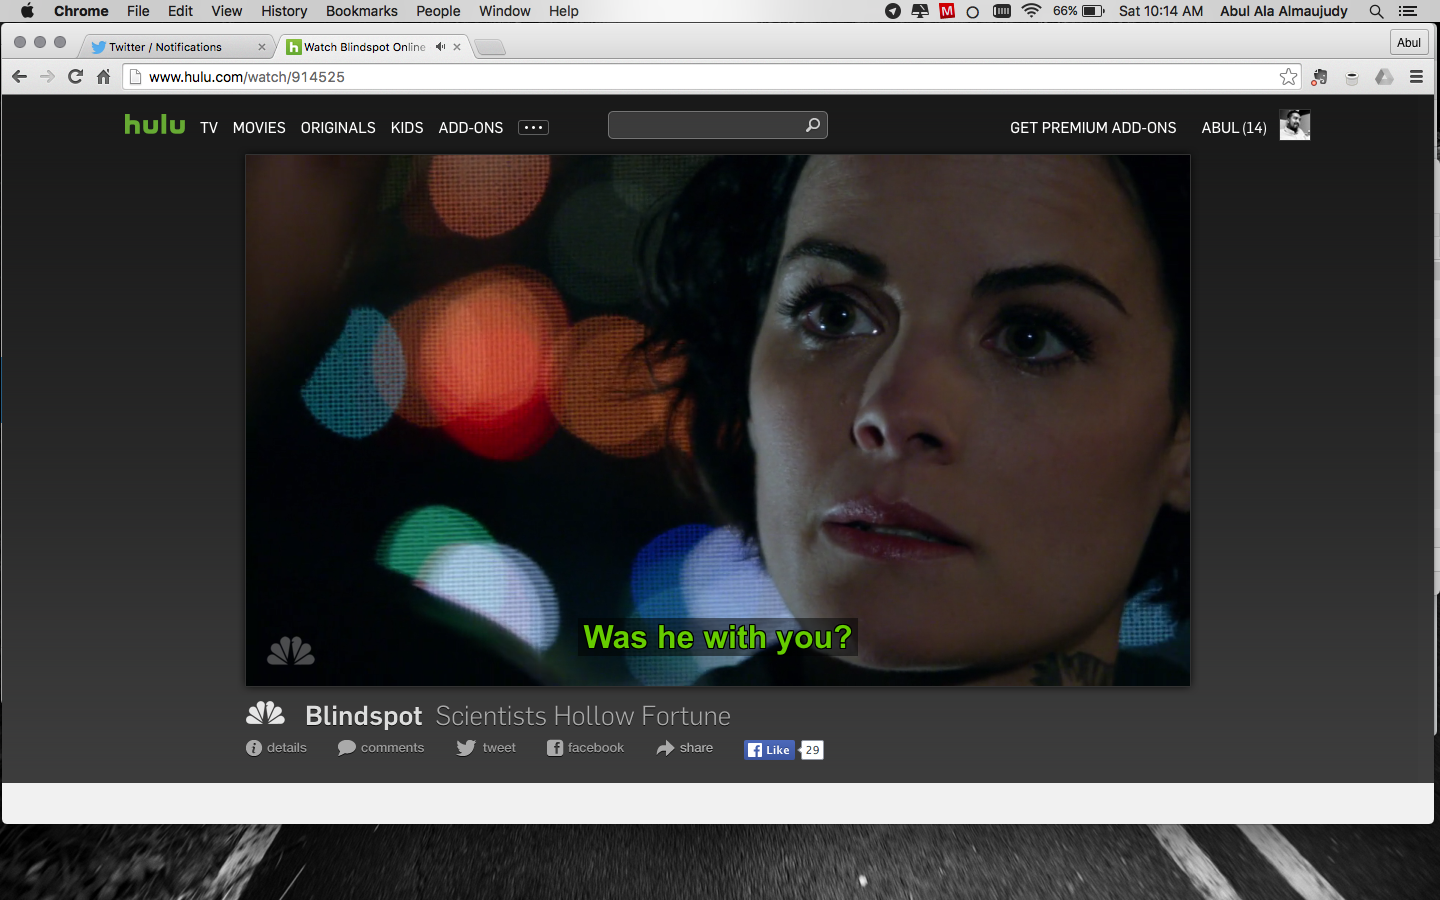 Chrome File Edit View History Bookmarks People Window Help 66% Sat 10:14 AM Abul Ala Almaujudy
Twitter / Notifications
Watch Blindspot Online
Abul
www.hulu.com/watch/914525
hulu TV MOVIES ORIGINALS KIDS ADD-ONS GET PREMIUM ADD-ONS ABUL (14)
Was he with you?
Blindspot Scientists Hollow Fortune
details comments tweet facebook share Like 29